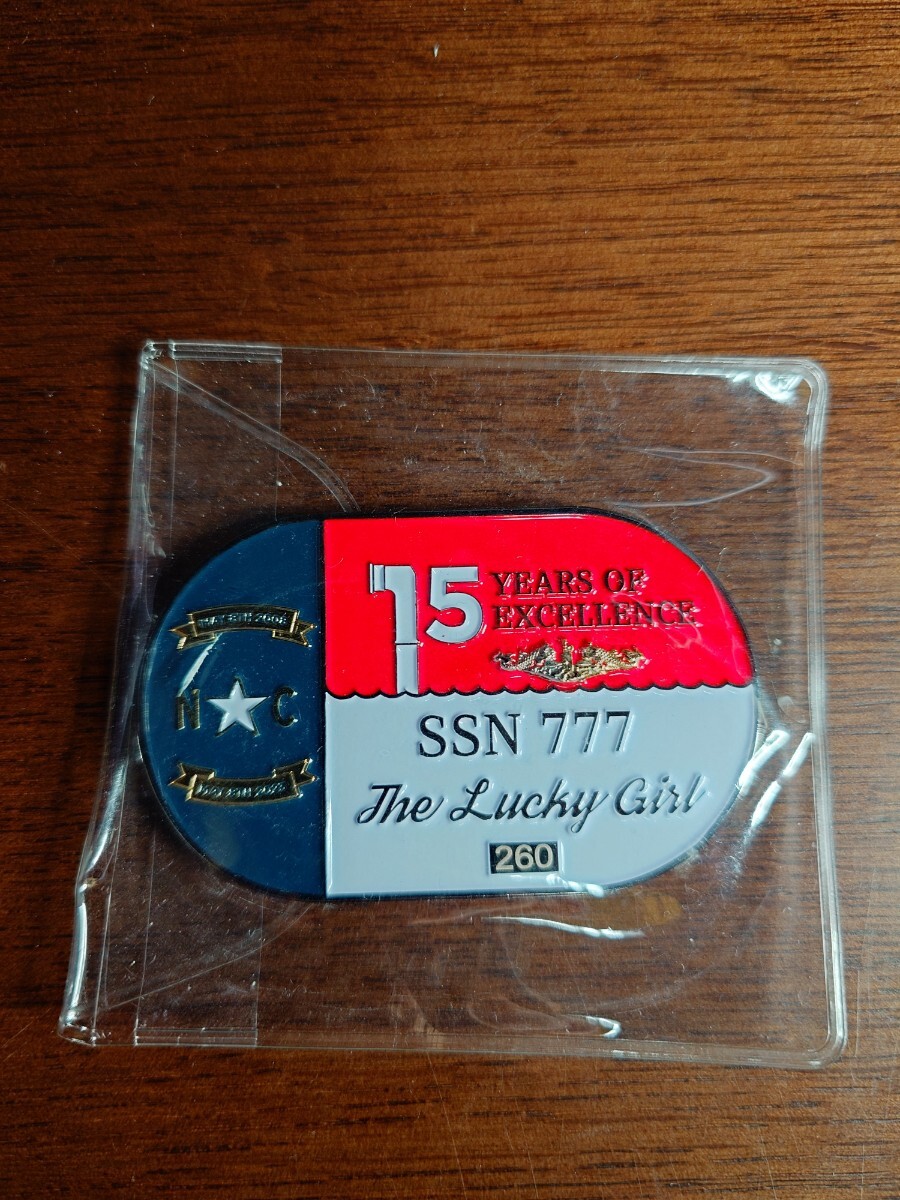 15 YEARS OF
EXCELLENCE
N C
SSN 777
The Lucky Girl
260